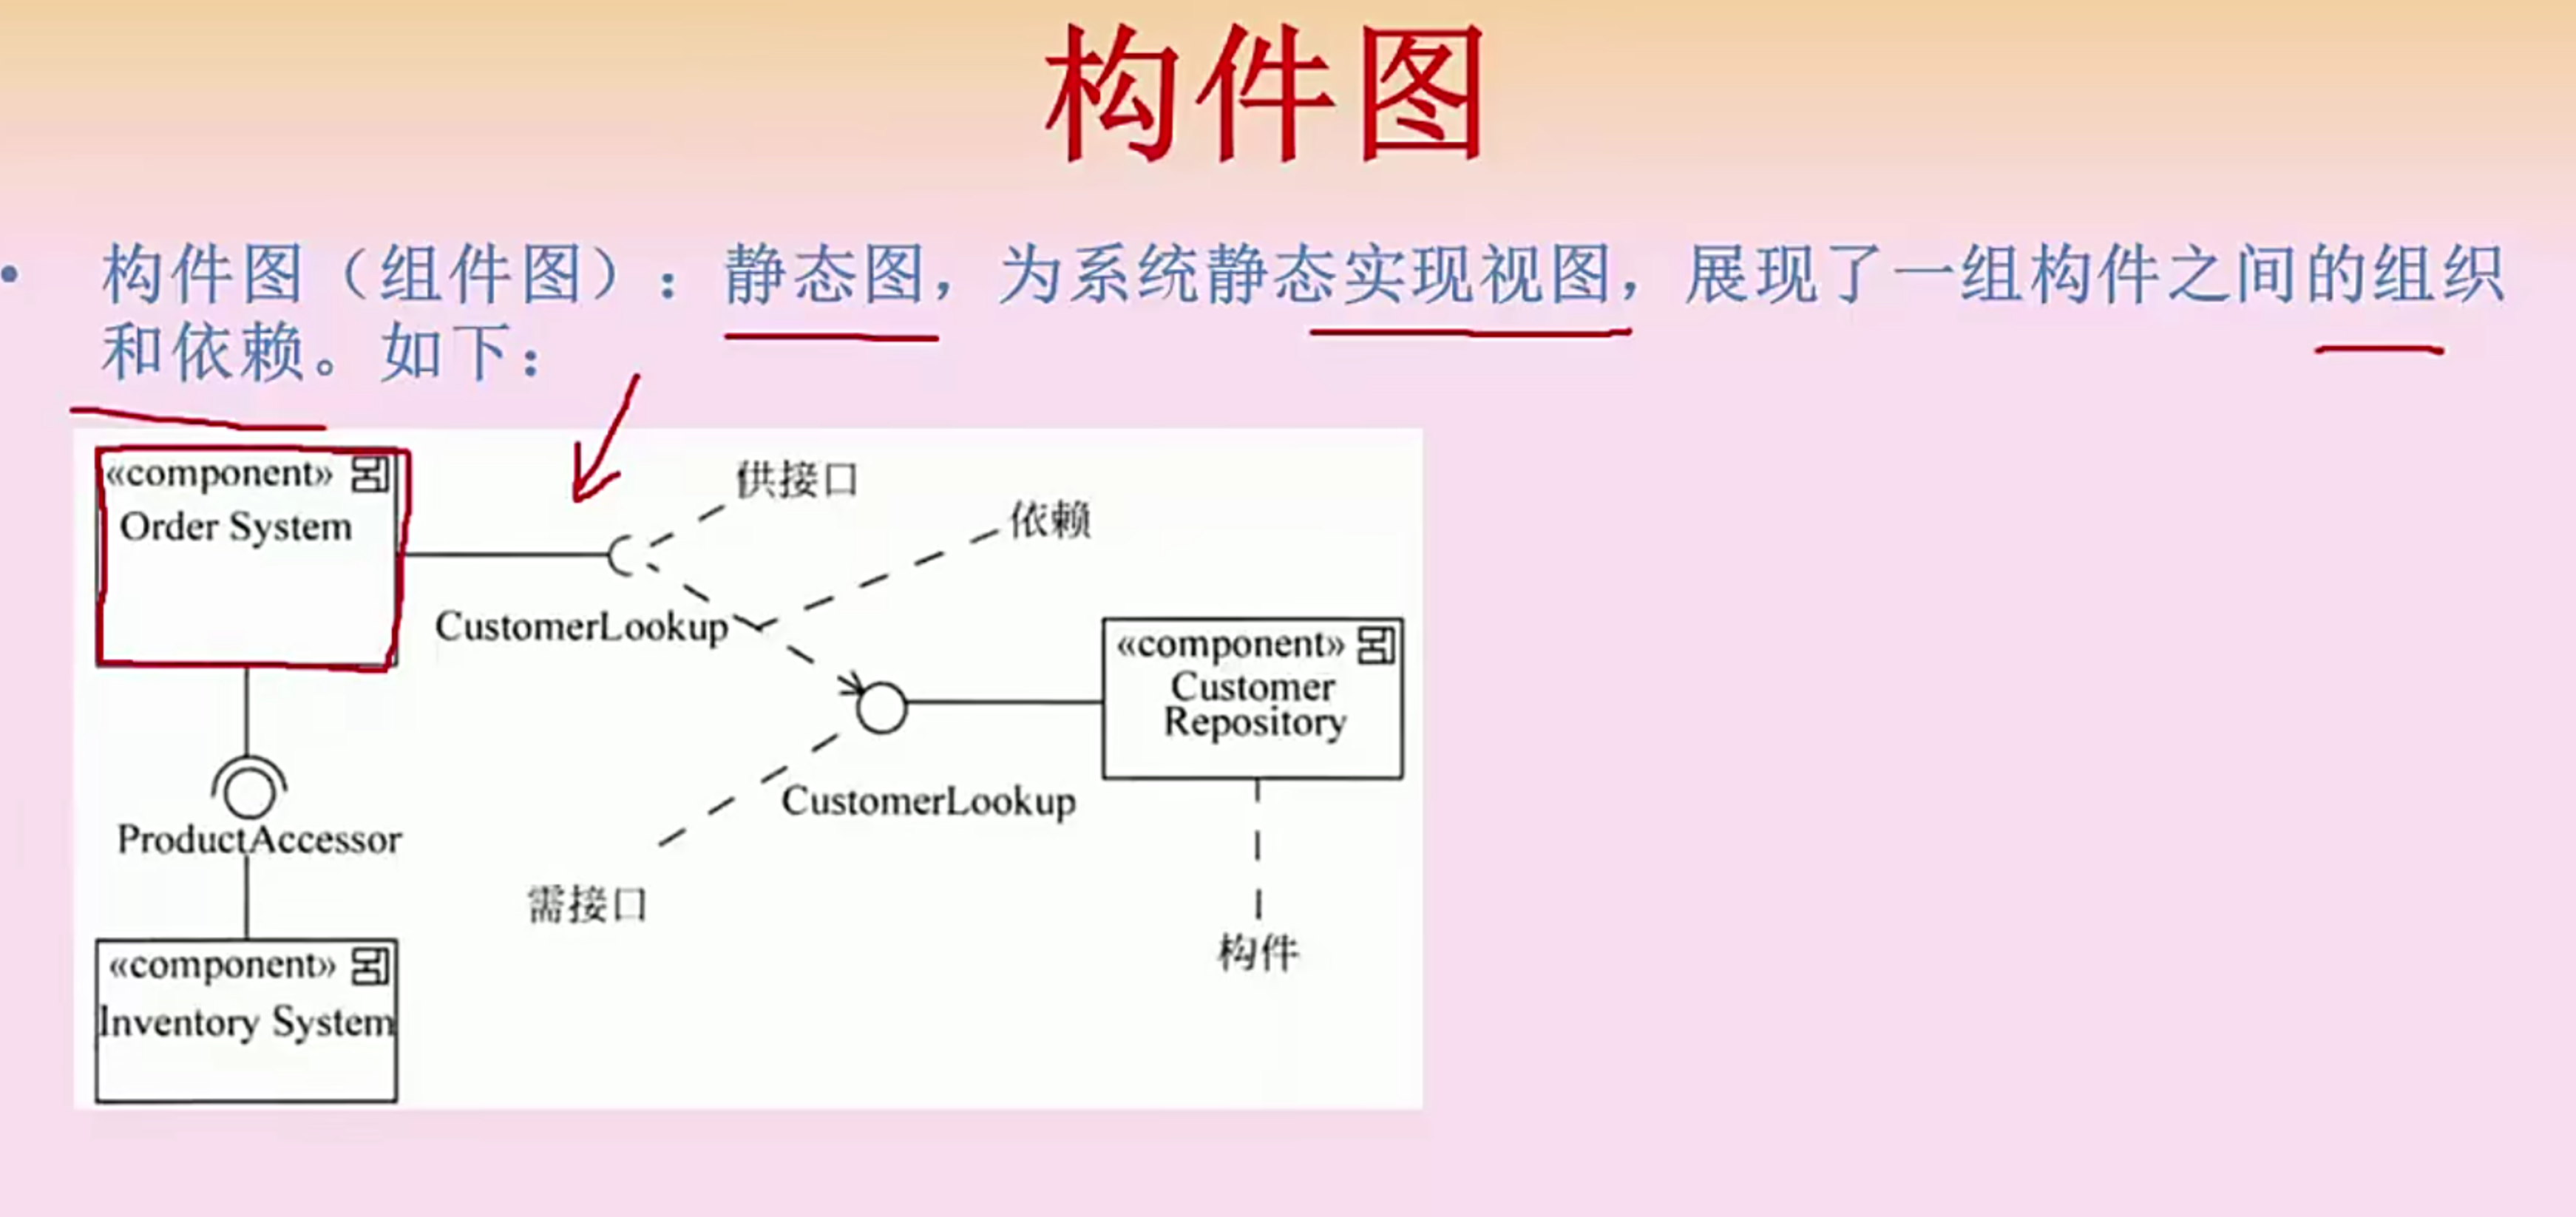 构件图
• 构件图（组件图）：静态图，为系统静态实现视图，展现了一组构件之间的组织
和依赖。如下：
«component»
Order System
供接口
依赖
CustomerLookup
«component»
Customer
Repository
CustomerLookup
ProductAccessor
需接口
构件
«component»
Inventory System